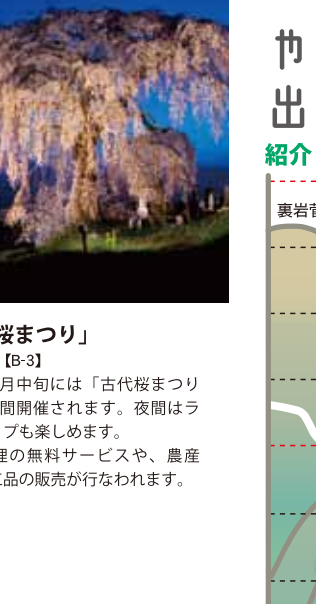 桜まつり」
【B-3】
月中旬には「古代桜まつり
間開催されます。夜間はラ
プも楽しめます。
理の無料サービスや、農産
工品の販売が行なわれます。
や
出
紹介
裏岩菅